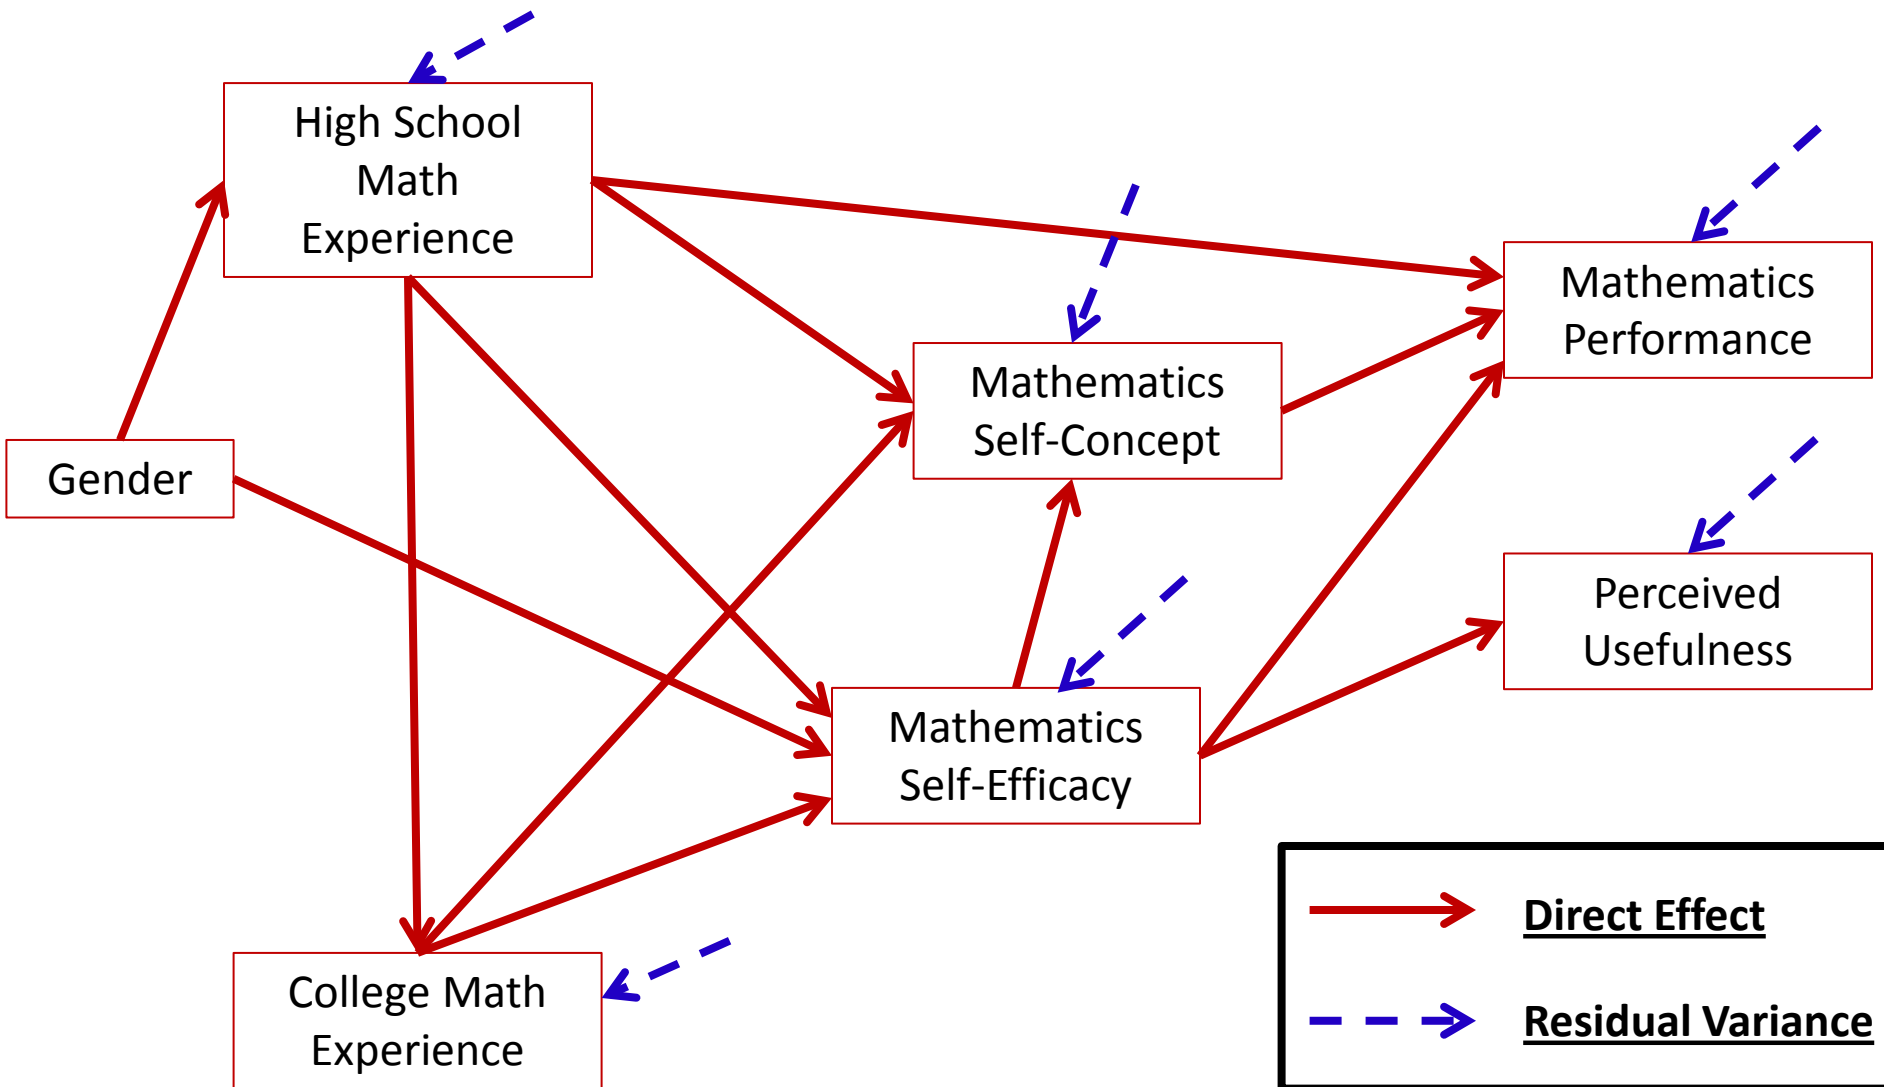 High School
Math
Experience
Gender
Mathematics
Self-Concept
Mathematics
Performance
Perceived
Usefulness
Mathematics
Self-Efficacy
College Math
Experience
Direct Effect
Residual Variance